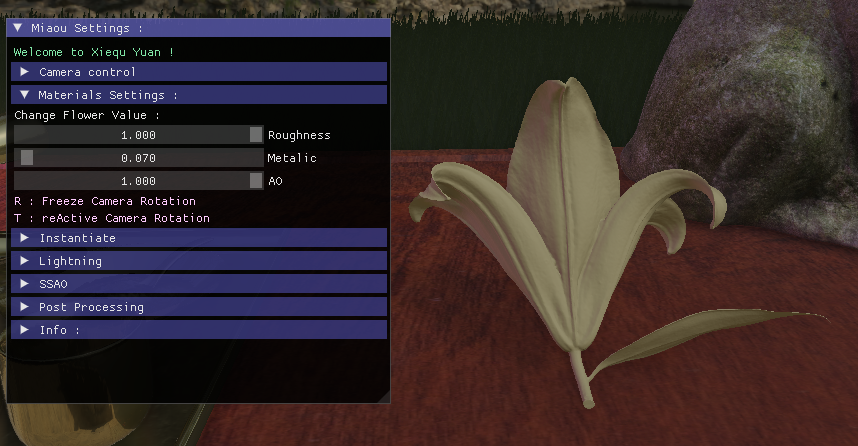 Miaou Settings :
Welcome to Xiequ Yuan !
Camera control
Materials Settings :
Change Flower Value :
1.000 Roughness
0.070 Metalic
1.000 AO
R : Freeze Camera Rotation
T : reActive Camera Rotation
Instantiate
Lightning
SSAO
Post Processing
Info :